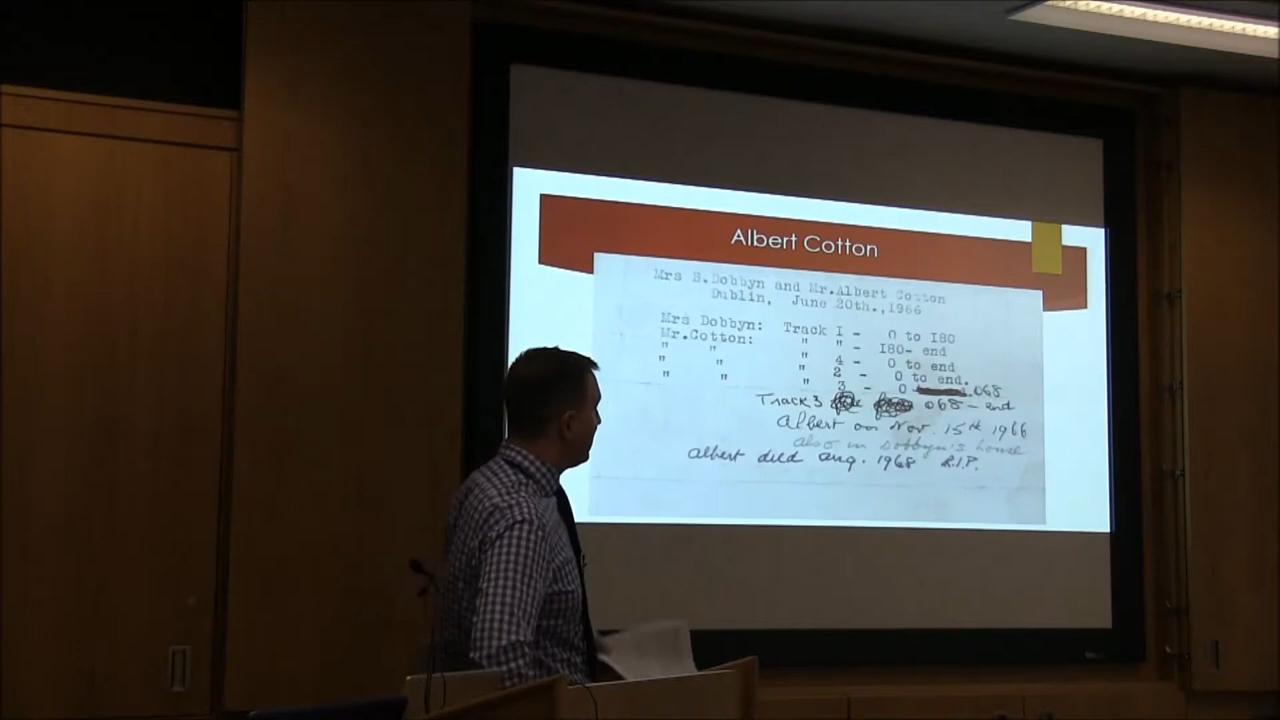 Albert Cotton
Mrs B.Dobbyn and Mr.Albert Cotton
Dublin, June 20th.,1966
Mrs Dobbyn: Track I - 0 to I80
Mr.Cotton: " " - I80- end
" " " 4 - 0 to end
" " " 2 - 0 to end.
" " " 3 - 0 .068
Track 3 068 - end
Albert on Nov. 15th 1966
also in Dobbyn's house
Albert died Aug. 1968 R.I.P.